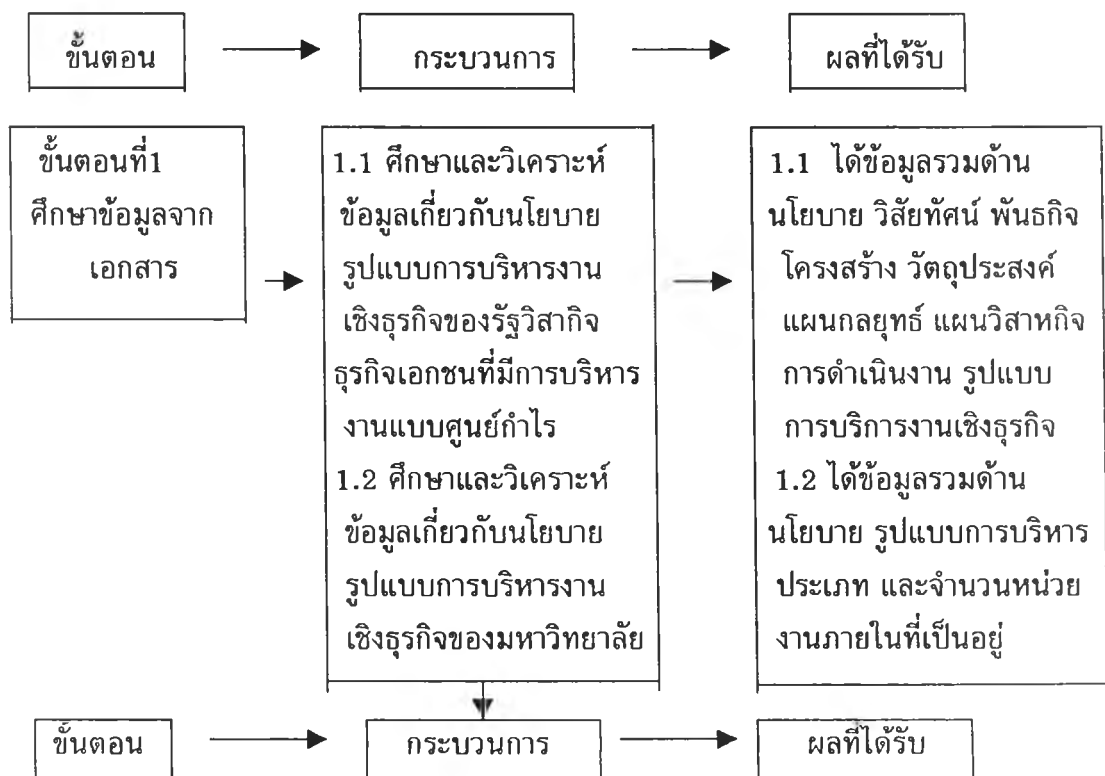 ขั้นตอน
กระบวนการ
ผลที่ได้รับ
ขั้นตอนที่1
ศึกษาข้อมูลจาก
เอกสาร
1.1 ศึกษาและวิเคราะห์
ข้อมูลเกี่ยวกับนโยบาย
รูปแบบการบริหารงาน
เชิงธุรกิจของรัฐวิสากิจ
ธุรกิจเอกชนที่มีการบริหาร
งานแบบศูนย์กำไร
1.2 ศึกษาและวิเคราะห์
ข้อมูลเกี่ยวกับนโยบาย
รูปแบบการบริหารงาน
เชิงธุรกิจของมหาวิทยาลัย
1.1 ได้ข้อมูลรวมด้าน
นโยบาย วิสัยทัศน์ พันธกิจ
โครงสร้าง วัตถุประสงค์
แผนกลยุทธ์ แผนวิสาหกิจ
การดำเนินงาน รูปแบบ
การบริการงานเชิงธุรกิจ
1.2 ได้ข้อมูลรวมด้าน
นโยบาย รูปแบบการบริหาร
ประเภท และจำนวนหน่วย
งานภายในที่เป็นอยู่
ขั้นตอน
กระบวนการ
ผลที่ได้รับ